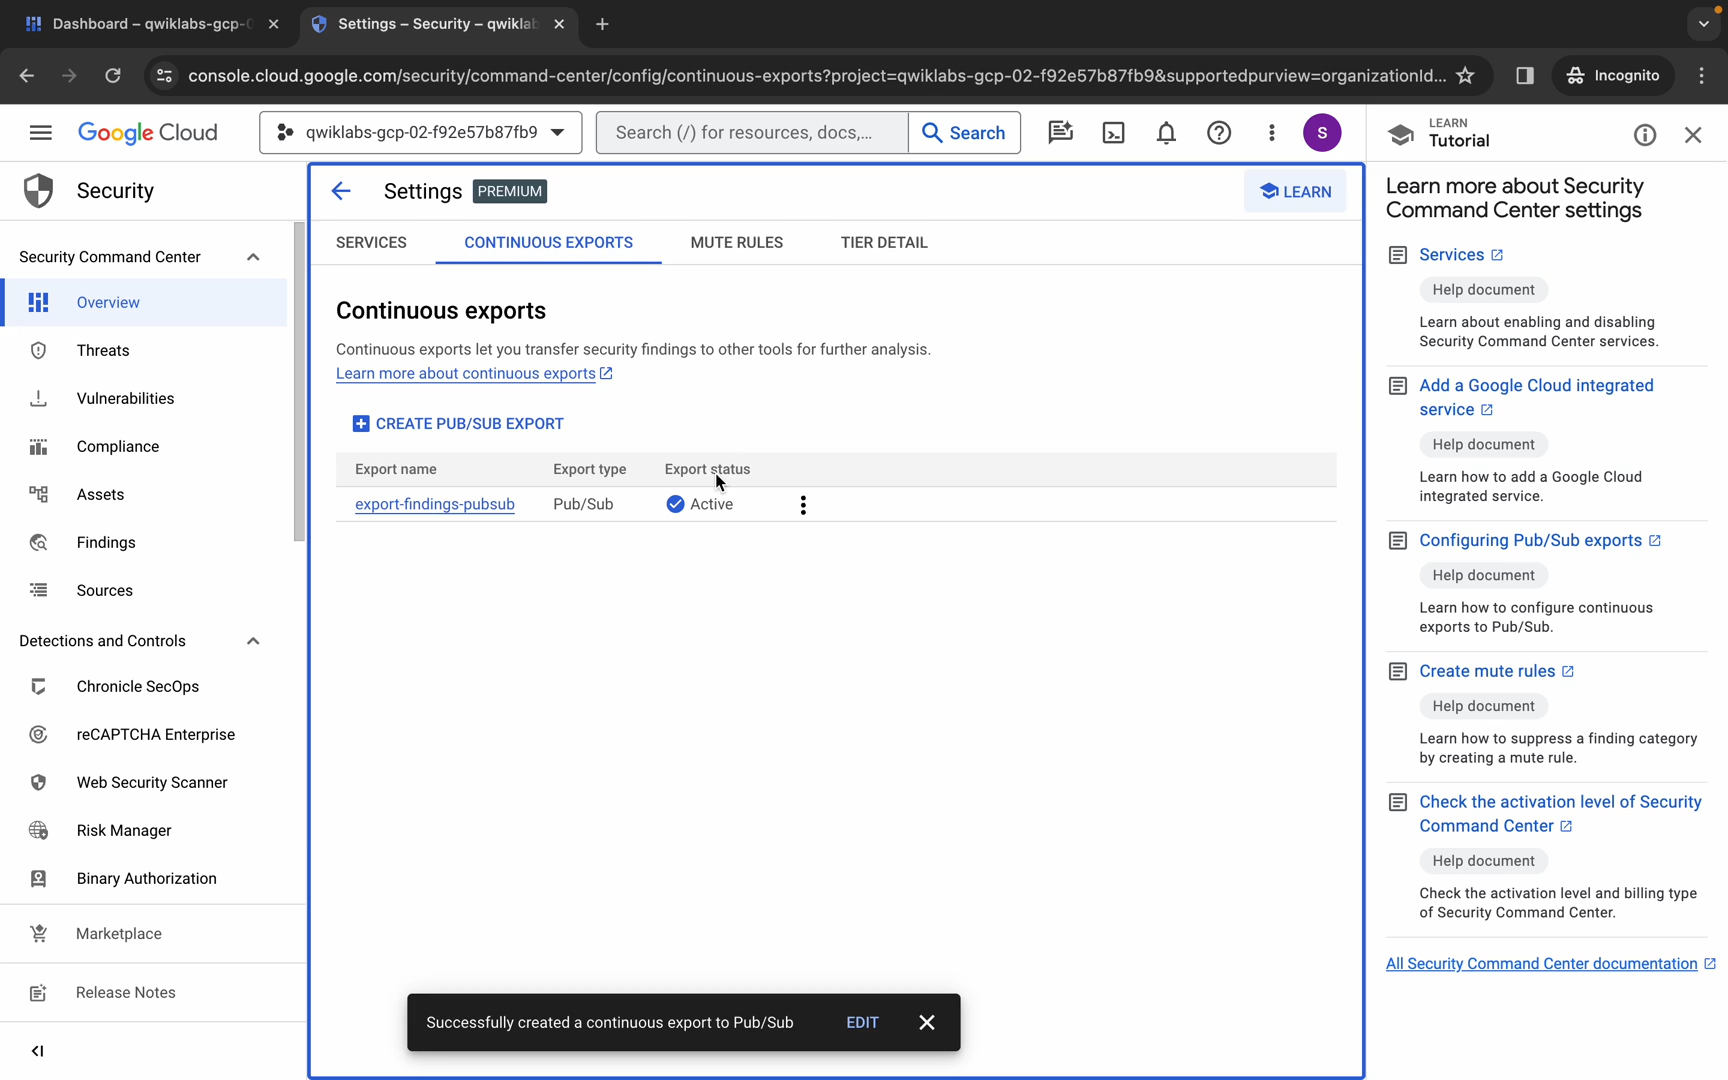 Dashboard – qwiklabs-gcp-0
Settings – Security – qwiklab
console.cloud.google.com/security/command-center/config/continuous-exports?project=qwiklabs-gcp-02-f92e57b87fb9&supportedpurview=organizationId...
Incognito
Google Cloud
qwiklabs-gcp-02-f92e57b87fb9
Search (/) for resources, docs,...
Search
S
LEARN
Tutorial
Security
Security Command Center
Overview
Threats
Vulnerabilities
Compliance
Assets
Findings
Sources
Detections and Controls
Chronicle SecOps
reCAPTCHA Enterprise
Web Security Scanner
Risk Manager
Binary Authorization
Marketplace
Release Notes
Settings PREMIUM
LEARN
SERVICES
CONTINUOUS EXPORTS
MUTE RULES
TIER DETAIL
Continuous exports
Continuous exports let you transfer security findings to other tools for further analysis.
Learn more about continuous exports
CREATE PUB/SUB EXPORT
Export name Export type Export status
export-findings-pubsub Pub/Sub Active
Successfully created a continuous export to Pub/Sub EDIT
Learn more about Security
Command Center settings
Services
Help document
Learn about enabling and disabling
Security Command Center services.
Add a Google Cloud integrated
service
Help document
Learn how to add a Google Cloud
integrated service.
Configuring Pub/Sub exports
Help document
Learn how to configure continuous
exports to Pub/Sub.
Create mute rules
Help document
Learn how to suppress a finding category
by creating a mute rule.
Check the activation level of Security
Command Center
Help document
Check the activation level and billing type
of Security Command Center.
All Security Command Center documentation